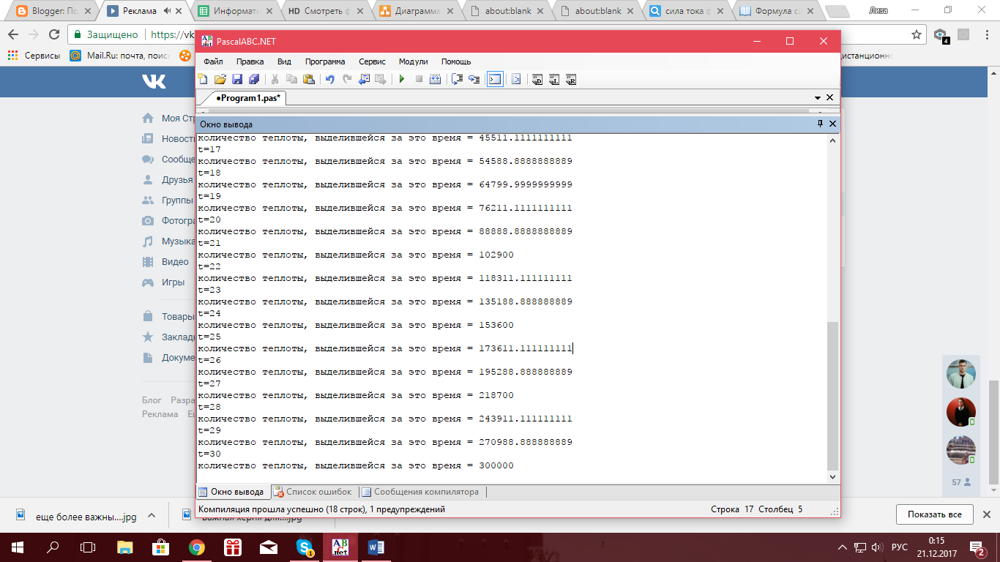 Blogger: По
Реклама
Информати
HD Смотреть ф
Диаграмма
about:blank
about:blank
сила тока ф
Формула с
Лиза
Защищено https://vk
4
Сервисы
Mail.Ru: почта, поис
дистанционн
PascalABC.NET
Файл Правка Вид Программа Сервис Модули Помощь
•Program1.pas*
Окно вывода
количество теплоты, выделившейся за это время = 45511.1111111111
t=17
количество теплоты, выделившейся за это время = 54588.8888888889
t=18
количество теплоты, выделившейся за это время = 64799.9999999999
t=19
количество теплоты, выделившейся за это время = 76211.1111111111
t=20
количество теплоты, выделившейся за это время = 88888.8888888889
t=21
количество теплоты, выделившейся за это время = 102900
t=22
количество теплоты, выделившейся за это время = 118311.111111111
t=23
количество теплоты, выделившейся за это время = 135188.888888889
t=24
количество теплоты, выделившейся за это время = 153600
t=25
количество теплоты, выделившейся за это время = 173611.111111111
t=26
количество теплоты, выделившейся за это время = 195288.888888889
t=27
количество теплоты, выделившейся за это время = 218700
t=28
количество теплоты, выделившейся за это время = 243911.111111111
t=29
количество теплоты, выделившейся за это время = 270988.888888889
t=30
количество теплоты, выделившейся за это время = 300000
Окно вывода Список ошибок Сообщения компилятора
Компиляция прошла успешно (18 строк), 1 предупреждений
Строка 17 Столбец 5
Моя Стр
Новост
Сообще
Друзья
Группы
Фотогра
Музыка
Видео
Игры
Товары
Заклад
Докуме
Блог Разра
Реклама
57
еще более важны....jpg
Показать все
РУС
0:15
21.12.2017
2